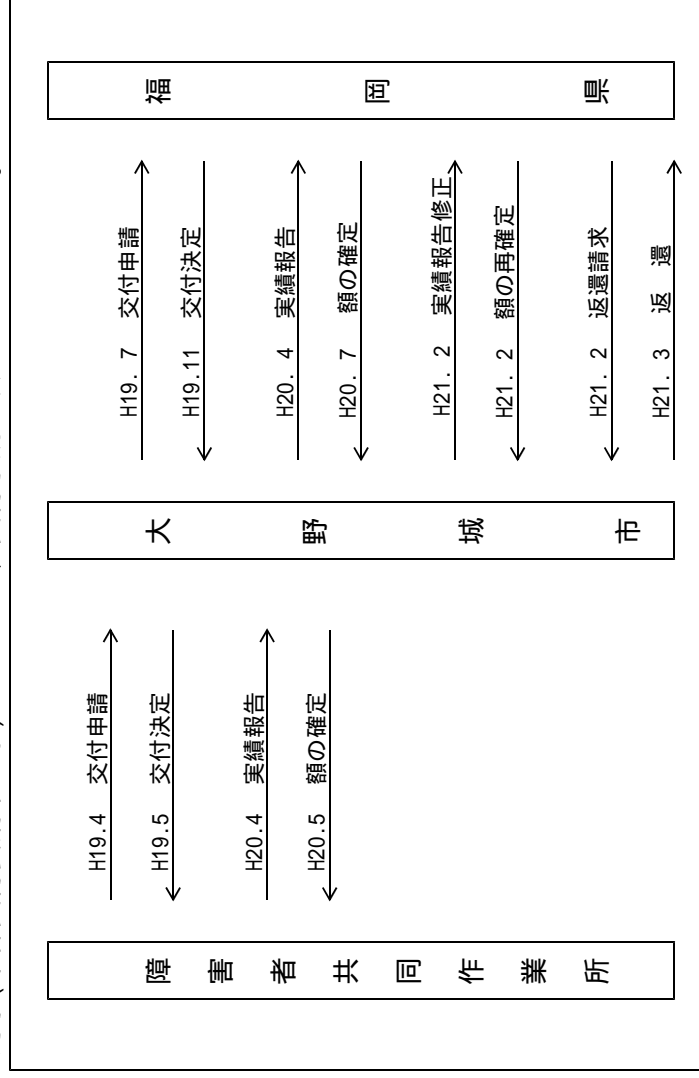 障害者共同作業所
H19.4 交付申請
H19.5 交付決定
H20.4 実績報告
H20.5 額の確定
大野城市
H19. 7 交付申請
H19.11 交付決定
H20. 4 実績報告
H20. 7 額の確定
H21. 2 実績報告修正
H21. 2 額の再確定
H21. 2 返還請求
H21. 3 返 還
福岡県